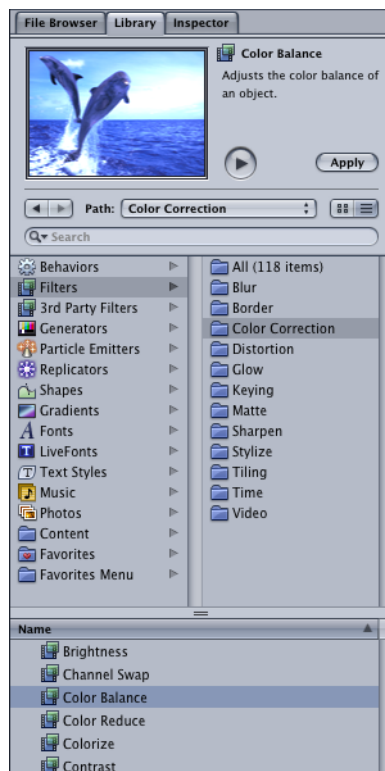 File Browser Library Inspector
Color Balance
Adjusts the color balance of
an object.
Apply
Path: Color Correction
Search
Behaviors
Filters
3rd Party Filters
Generators
Particle Emitters
Replicators
Shapes
Gradients
A Fonts
T LiveFonts
T Text Styles
Music
Photos
Content
Favorites
Favorites Menu
All (118 items)
Blur
Border
Color Correction
Distortion
Glow
Keying
Matte
Sharpen
Stylize
Tiling
Time
Video
Name
Brightness
Channel Swap
Color Balance
Color Reduce
Colorize
Contrast